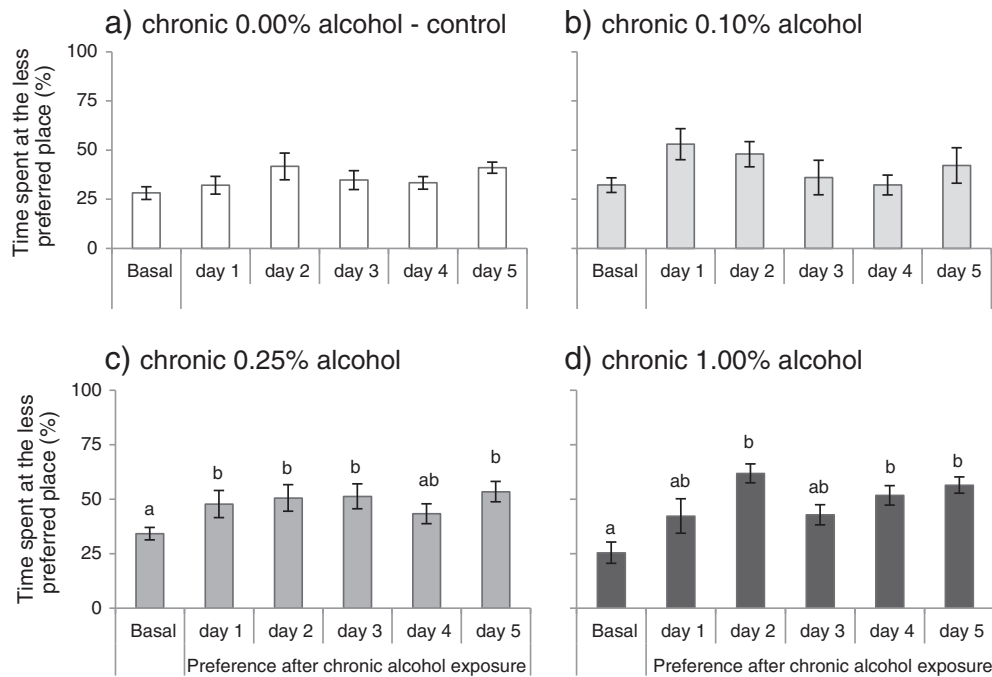 a) chronic 0.00% alcohol - control
Time spent at the less
preferred place (%)
100
75
50
25
0
Basal day 1 day 2 day 3 day 4 day 5
b) chronic 0.10% alcohol
Basal day 1 day 2 day 3 day 4 day 5
c) chronic 0.25% alcohol
Time spent at the less
preferred place (%)
100
75
50
25
0
a b b b ab b
Basal day 1 day 2 day 3 day 4 day 5
Preference after chronic alcohol exposure
d) chronic 1.00% alcohol
a ab b ab b b
Basal day 1 day 2 day 3 day 4 day 5
Preference after chronic alcohol exposure